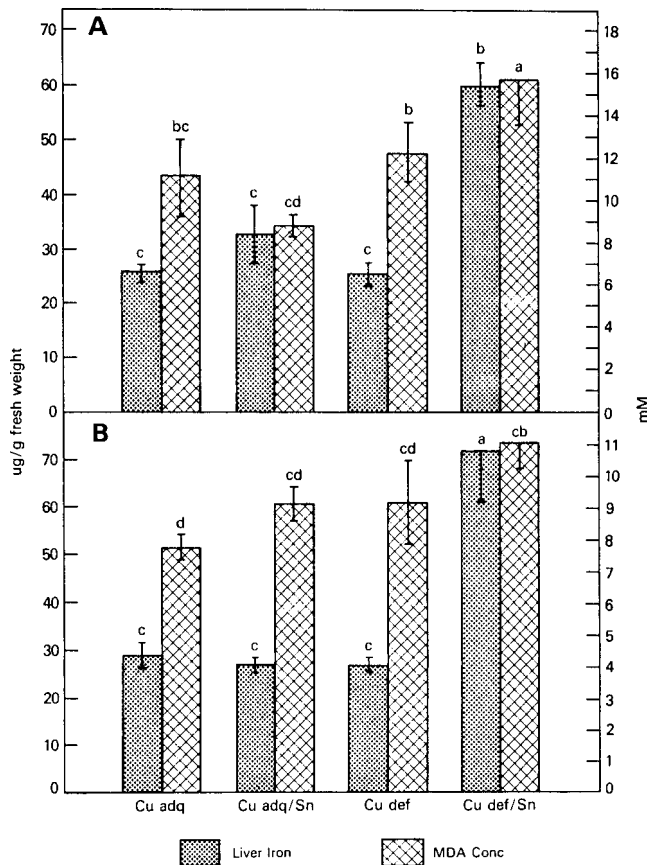 A
70
60
50
40
30
20
10
0
18
16
14
12
10
8
6
4
2
0
c
bc
c
cd
c
b
b
a
ug/g fresh weight
mM
B
70
60
50
40
30
20
10
0
11
10
9
8
7
6
5
4
3
2
1
0
c
d
c
cd
c
cd
a
cb
Cu adq Cu adq/Sn Cu def Cu def/Sn
Liver Iron MDA Conc